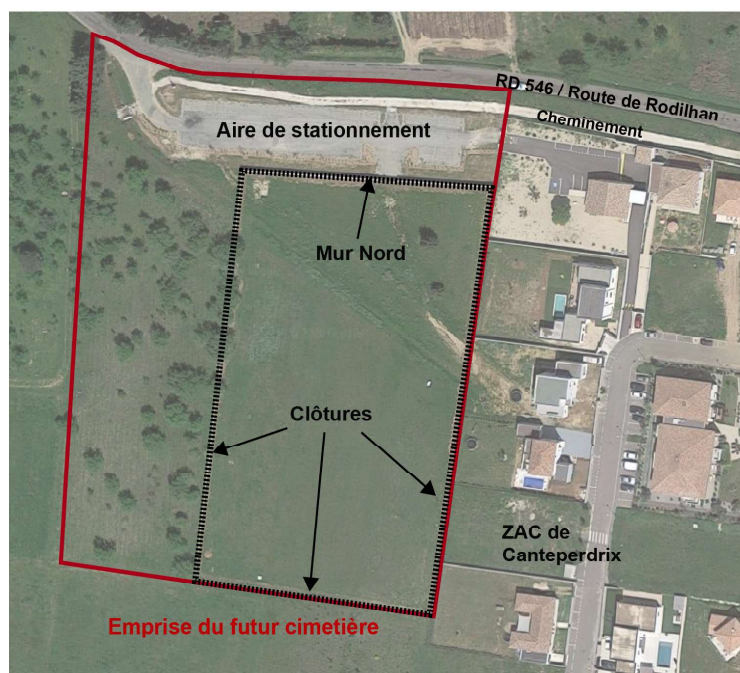 RD 546 / Route de Rodilhan
Cheminement
Aire de stationnement
Mur Nord
Clôtures
ZAC de
Canteperdrix
Emprise du futur cimetière